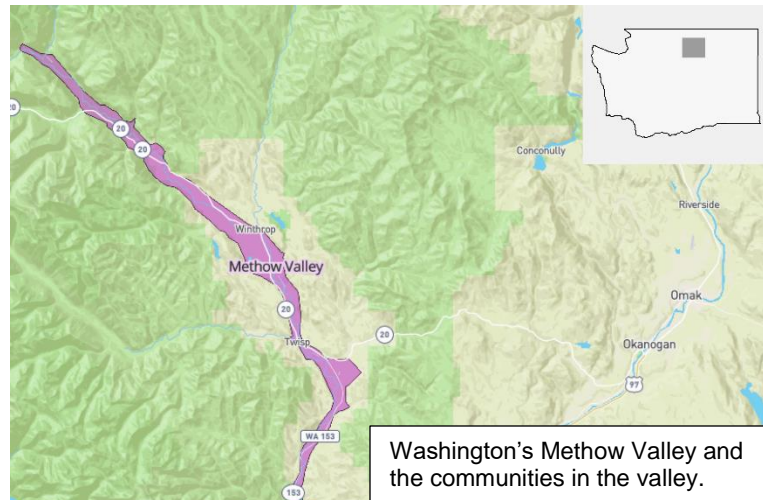 20
20
20
Conconully
Riverside
Winthrop
Methow Valley
Omak
20
20
Twisp
Okanogan
97
WA 153
153
Washington's Methow Valley and
the communities in the valley.